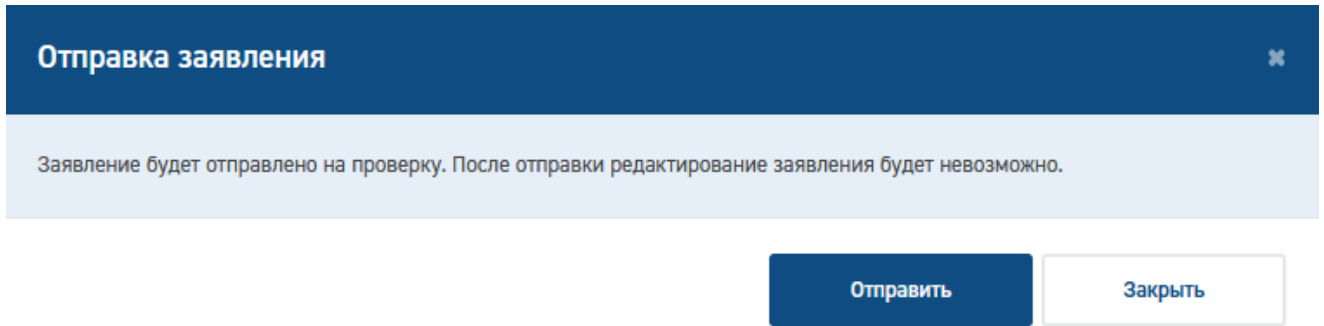 Отправка заявления
Заявление будет отправлено на проверку. После отправки редактирование заявления будет невозможно.
Отправить
Закрыть